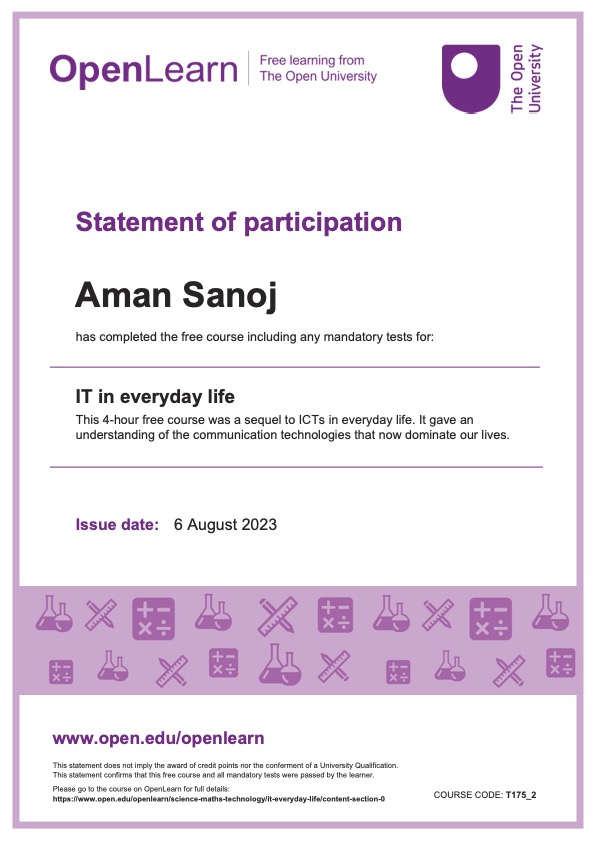 OpenLearn
Free learning from
The Open University
The Open
University
Statement of participation
Aman Sanoj
has completed the free course including any mandatory tests for:
IT in everyday life
This 4-hour free course was a sequel to ICTs in everyday life. It gave an
understanding of the communication technologies that now dominate our lives.
Issue date: 6 August 2023
www.open.edu/openlearn
This statement does not imply the award of credit points nor the conferment of a University Qualification.
This statement confirms that this free course and all mandatory tests were passed by the learner.
Please go to the course on OpenLearn for full details:
https://www.open.edu/openlearn/science-maths-technology/it-everyday-life/content-section-0
COURSE CODE: T175_2